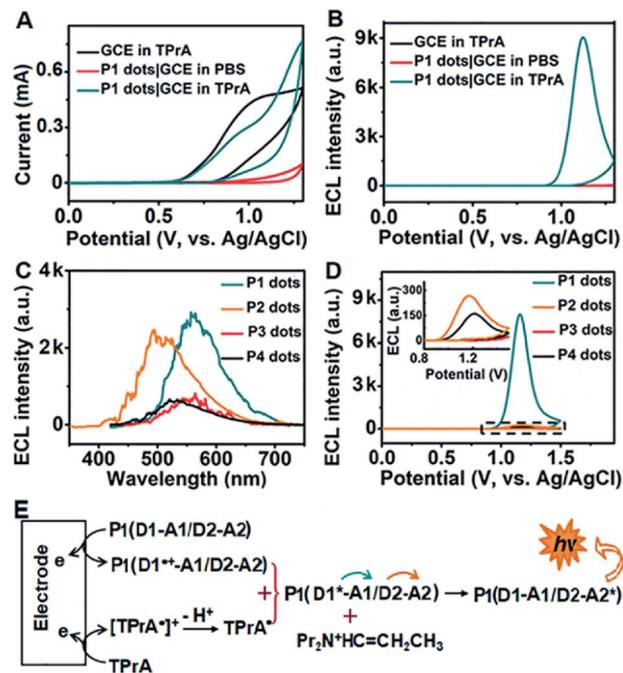 A
GCE in TPrA
P1 dots|GCE in PBS
P1 dots|GCE in TPrA
Current (mA)
0.6
0.3
0.0
0.0 0.5 1.0
Potential (V, vs. Ag/AgCl)
B
GCE in TPrA
P1 dots|GCE in PBS
P1 dots|GCE in TPrA
ECL intensity (a.u.)
9k
6k
3k
0
0.0 0.5 1.0
Potential (V, vs. Ag/AgCl)
C
P1 dots
P2 dots
P3 dots
P4 dots
ECL intensity (a.u.)
4k
2k
0
400 500 600 700
Wavelength (nm)
D
P1 dots
P2 dots
P3 dots
P4 dots
ECL (a.u.)
300
150
0
0.8 1.2
Potential (V)
ECL intensity (a.u.)
9k
6k
3k
0
0.0 0.5 1.0 1.5
Potential (V, vs. Ag/AgCl)
E
Electrode
e⁻
P1(D1-A1/D2-A2)
P1(D1•+-A1/D2-A2)
e⁻
[TPrA•]+ - H+ TPrA•
TPrA
+
P1(D1*-A1/D2-A2)
+
Pr₂N⁺HC=CH₂CH₃
P1(D1-A1/D2-A2*)
hv